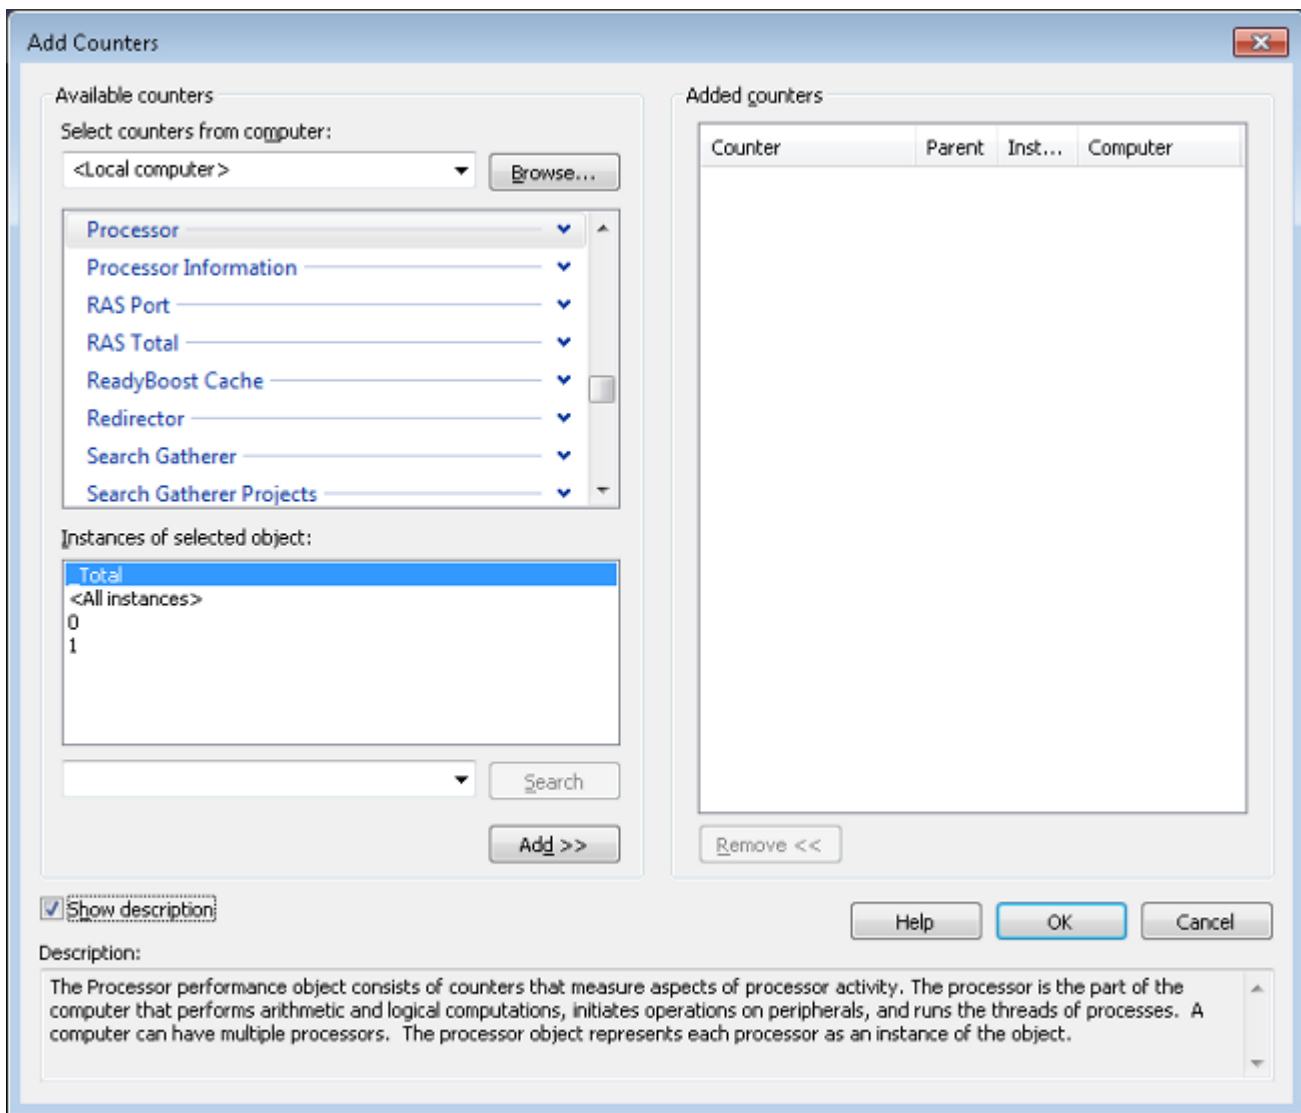 Add Counters
Available counters
Select counters from computer:
<Local computer>
Browse...
Processor
Processor Information
RAS Port
RAS Total
ReadyBoost Cache
Redirector
Search Gatherer
Search Gatherer Projects
Instances of selected object:
_Total
<All instances>
0
1
Search
Add >>
Added counters
Counter Parent Inst... Computer
Remove <<
Show description
Help OK Cancel
Description:
The Processor performance object consists of counters that measure aspects of processor activity. The processor is the part of the
computer that performs arithmetic and logical computations, initiates operations on peripherals, and runs the threads of processes.  A
computer can have multiple processors.  The processor object represents each processor as an instance of the object.